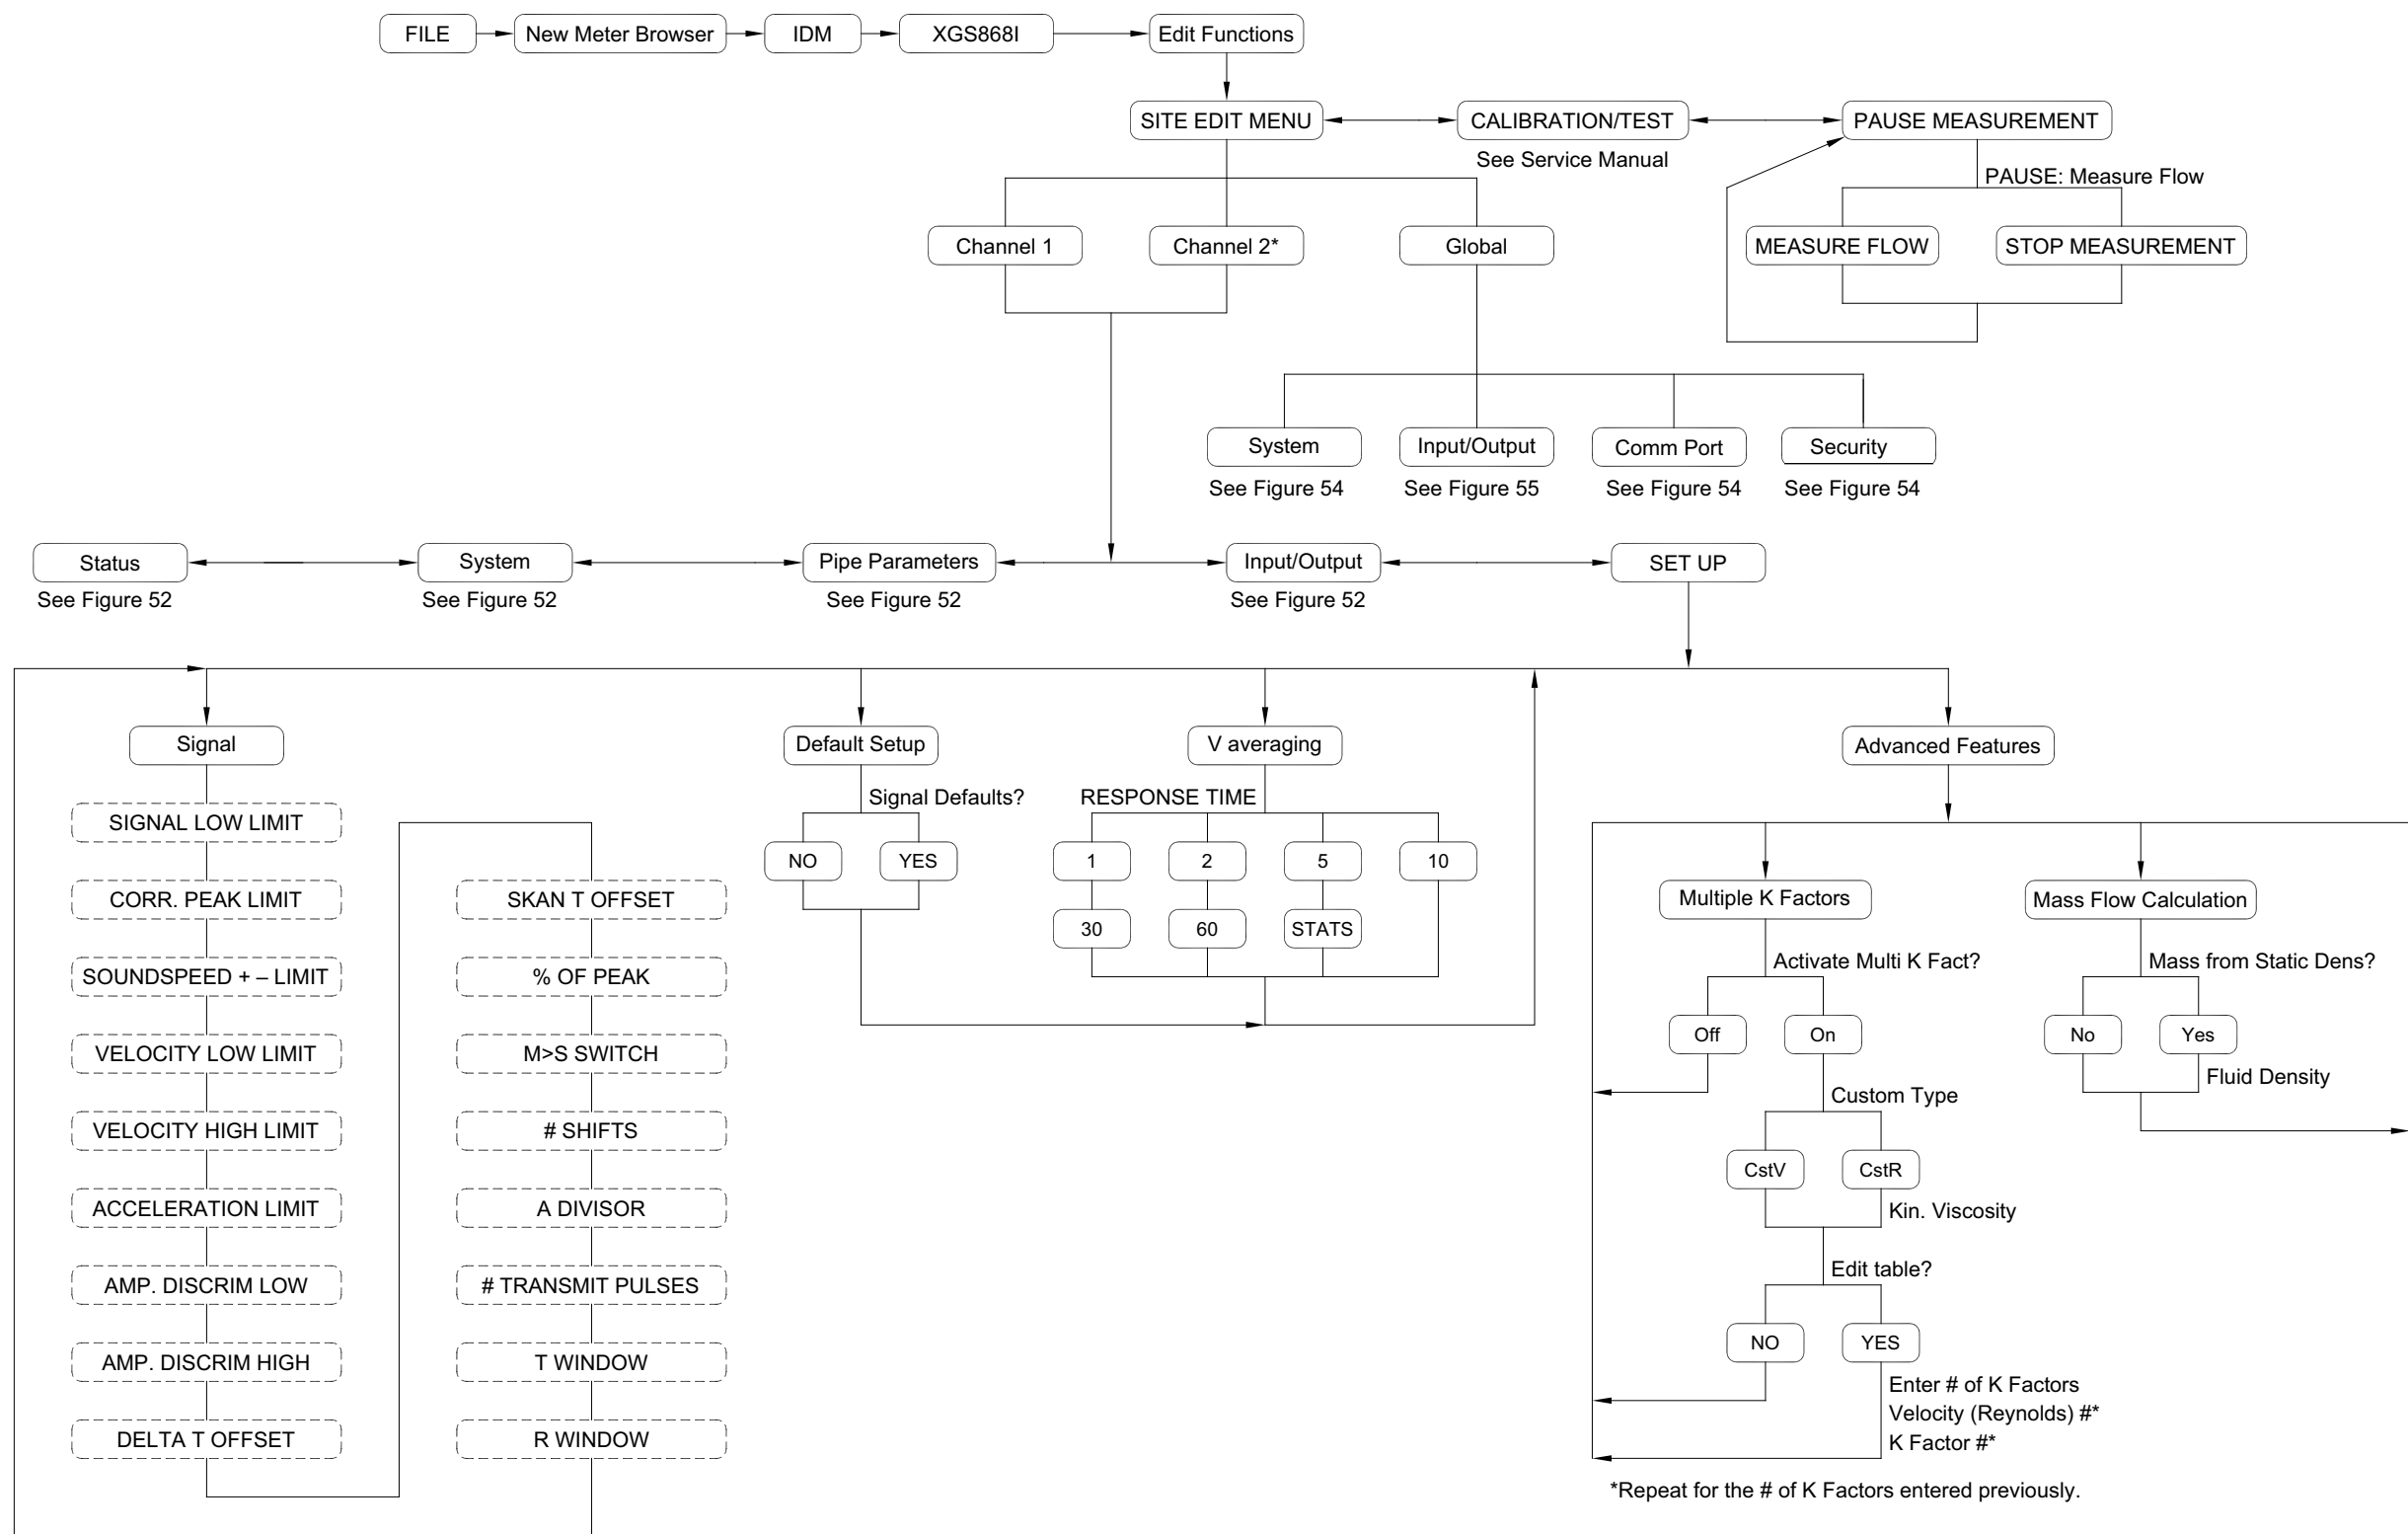 FILE
New Meter Browser
IDM
XGS868I
Edit Functions
SITE EDIT MENU
CALIBRATION/TEST
PAUSE MEASUREMENT
See Service Manual
PAUSE: Measure Flow
Channel 1
Channel 2*
Global
MEASURE FLOW
STOP MEASUREMENT
System
Input/Output
Comm Port
Security
See Figure 54
See Figure 55
See Figure 54
See Figure 54
Status
System
Pipe Parameters
Input/Output
SET UP
See Figure 52
See Figure 52
See Figure 52
See Figure 52
Signal
Default Setup
V averaging
Advanced Features
SIGNAL LOW LIMIT
CORR. PEAK LIMIT
SOUNDSPEED + – LIMIT
VELOCITY LOW LIMIT
VELOCITY HIGH LIMIT
ACCELERATION LIMIT
AMP. DISCRIM LOW
AMP. DISCRIM HIGH
DELTA T OFFSET
SKAN T OFFSET
% OF PEAK
M>S SWITCH
# SHIFTS
A DIVISOR
# TRANSMIT PULSES
T WINDOW
R WINDOW
Signal Defaults?
NO
YES
RESPONSE TIME
1
2
5
10
30
60
STATS
Multiple K Factors
Activate Multi K Fact?
Off
On
Custom Type
CstV
CstR
Kin. Viscosity
Edit table?
NO
YES
Enter # of K Factors
Velocity (Reynolds) #*
K Factor #*
Mass Flow Calculation
Mass from Static Dens?
No
Yes
Fluid Density
*Repeat for the # of K Factors entered previously.